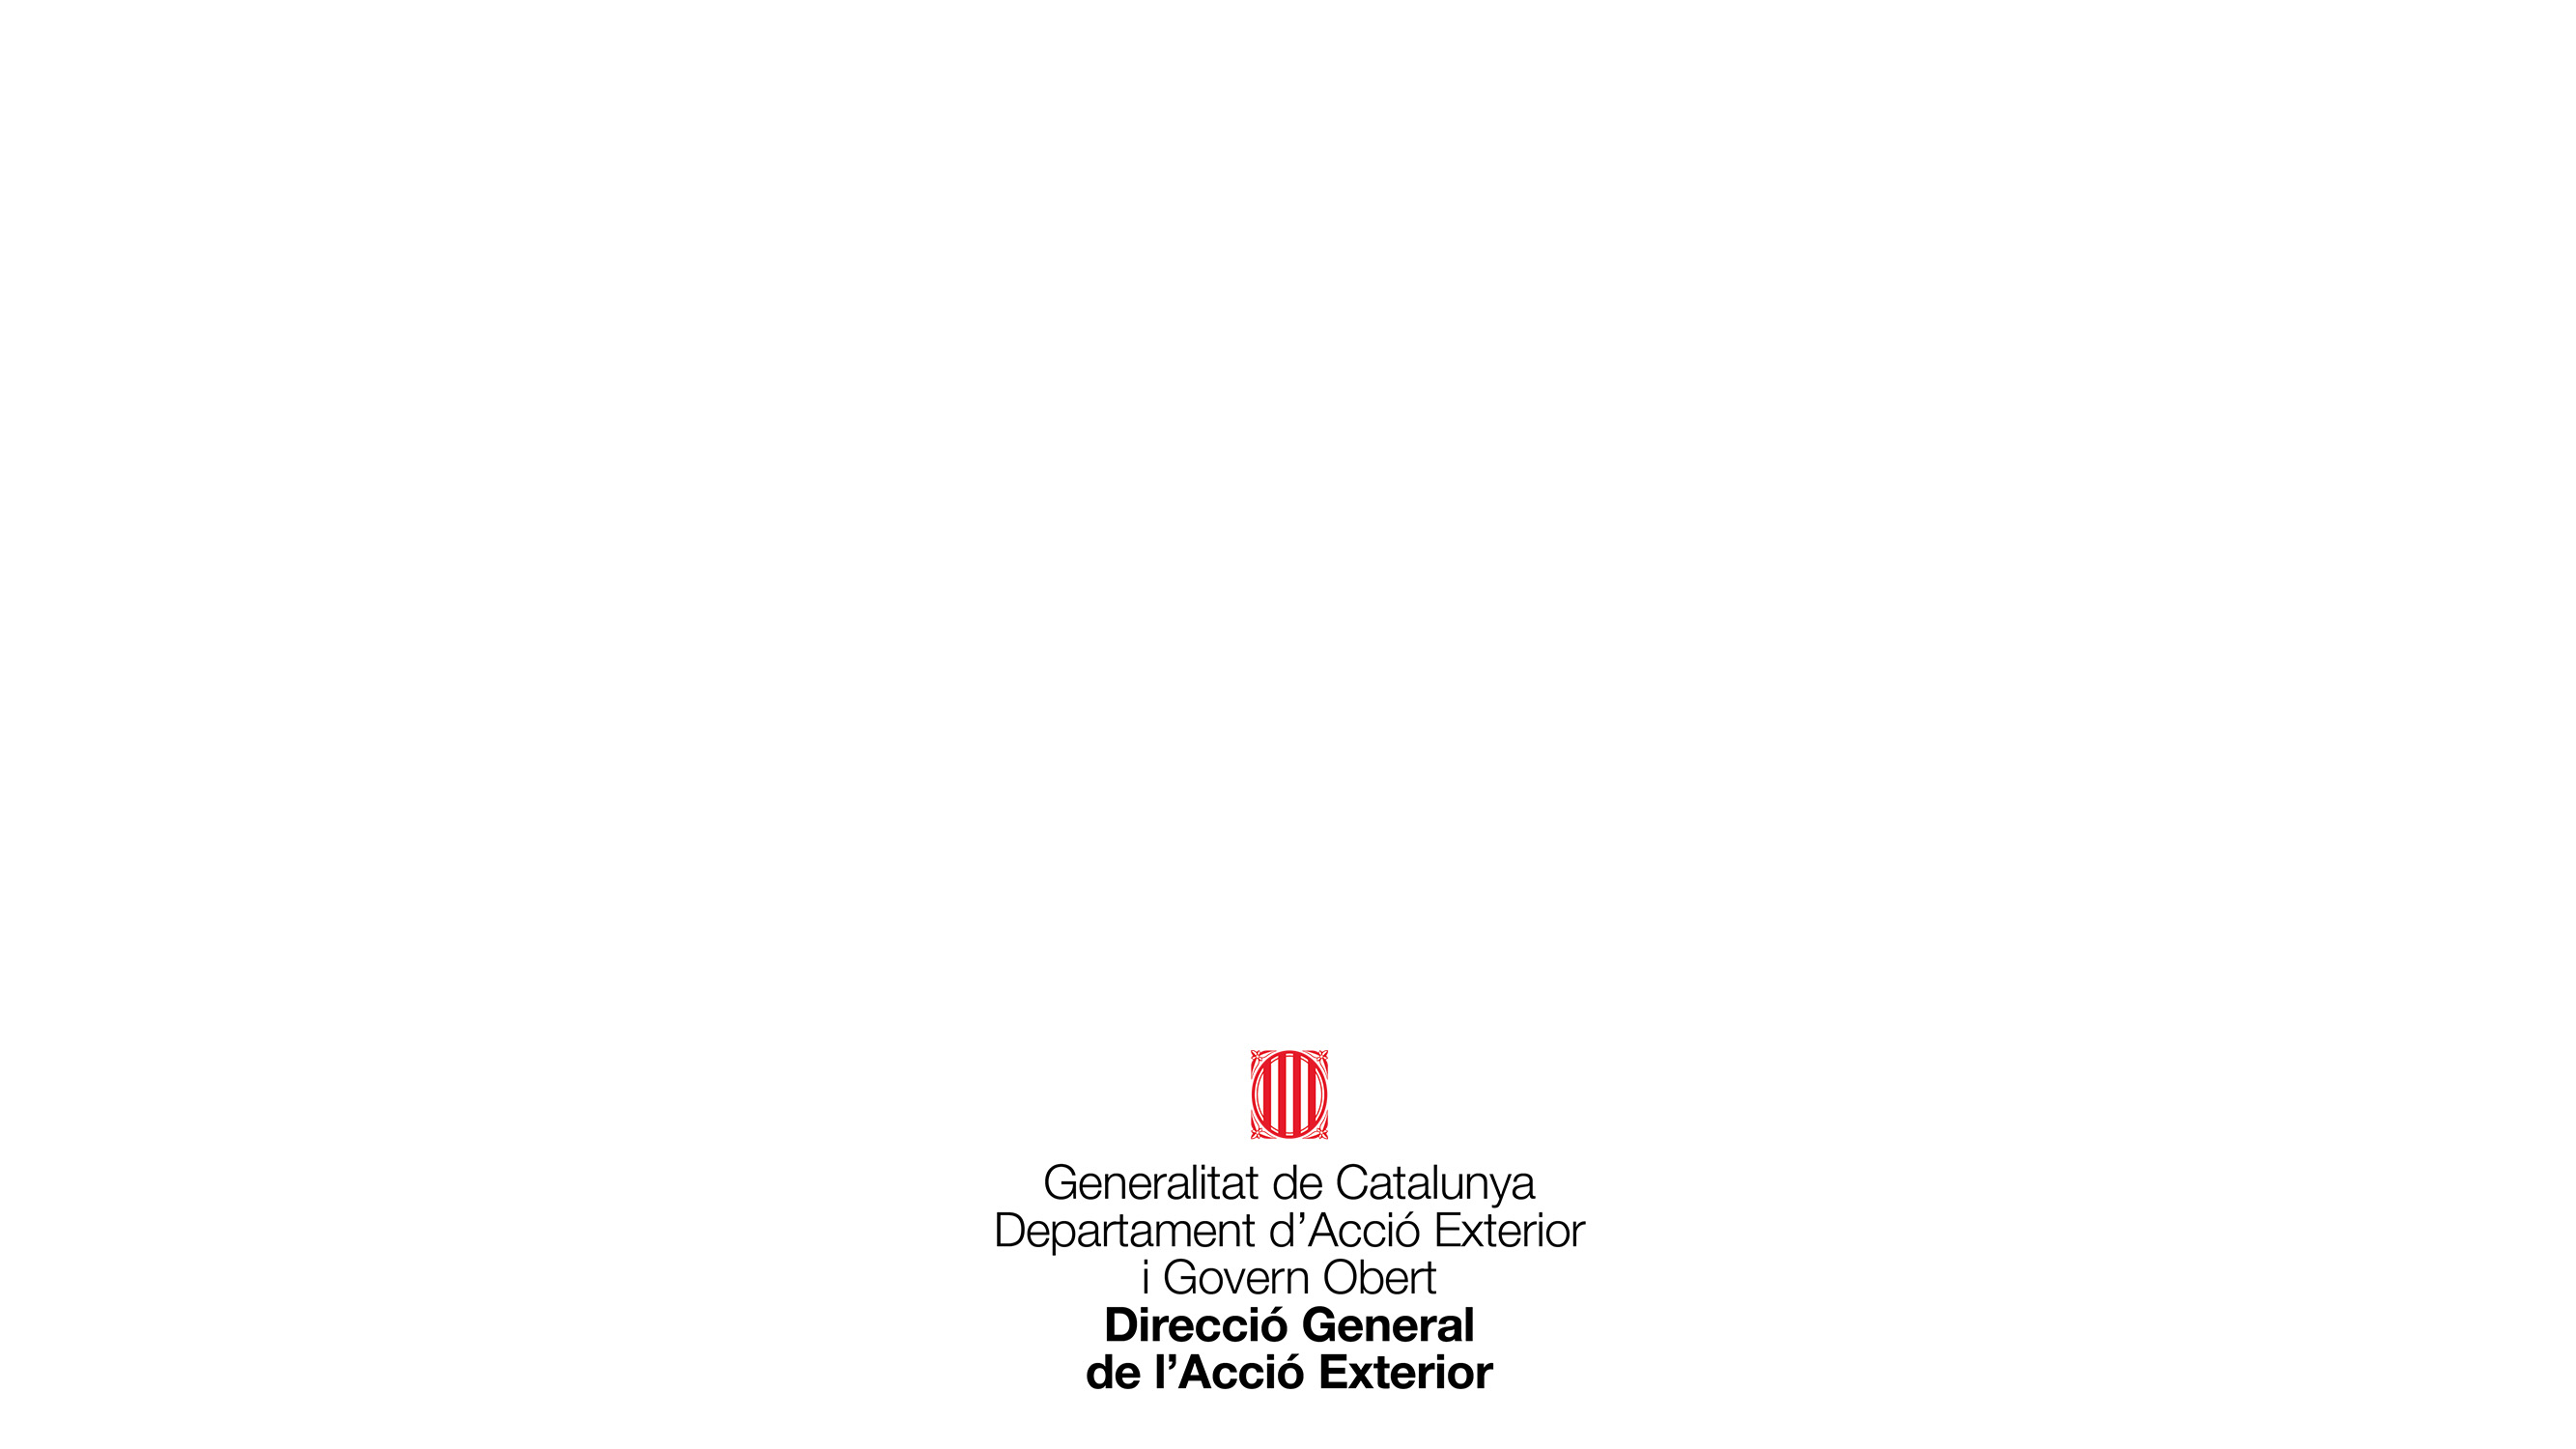 Generalitat de Catalunya
Departament d’Acció Exterior
i Govern Obert
Direcció General
de l’Acció Exterior